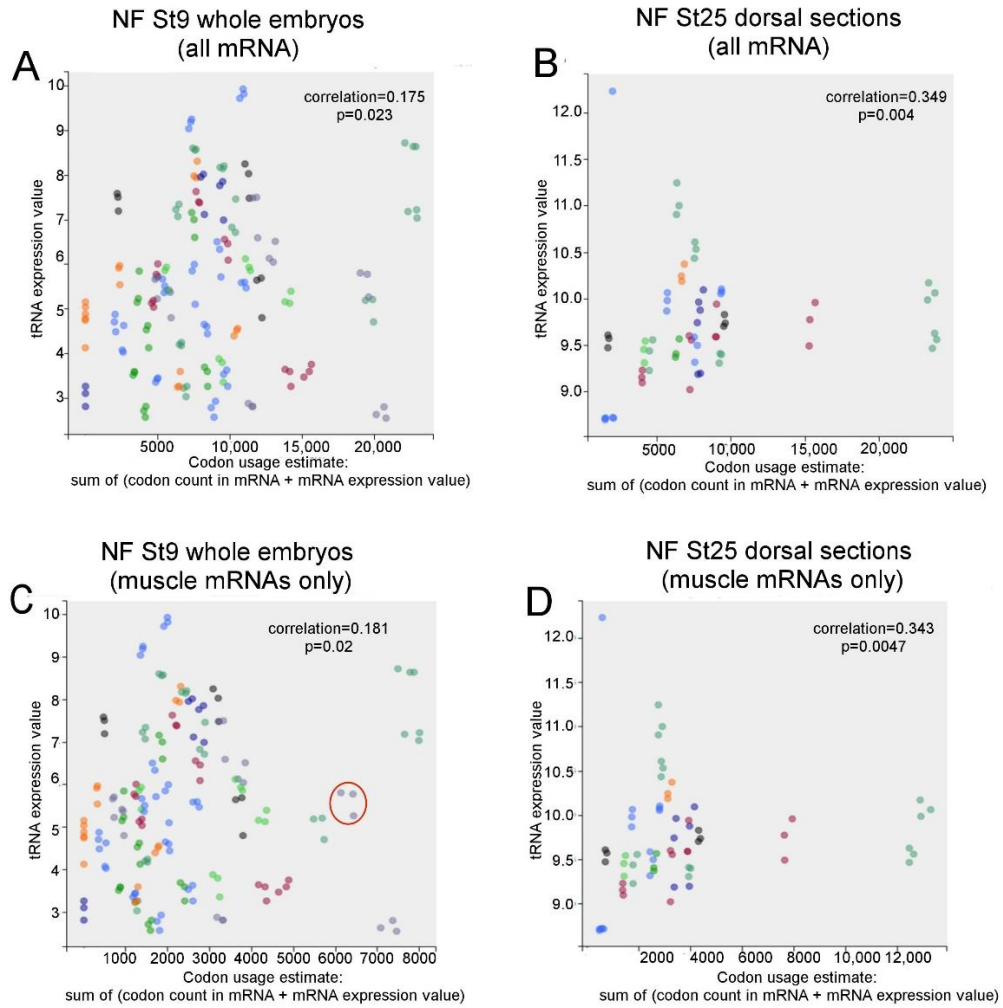 NF St9 whole embryos
(all mRNA)
A
10
9
8
7
6
5
4
3
correlation=0.175
p=0.023
tRNA expression value
5000
10,000
15,000
20,000
Codon usage estimate:
sum of (codon count in mRNA + mRNA expression value)
NF St25 dorsal sections
(all mRNA)
B
12.0
11.5
11.0
10.5
10.0
9.5
9.0
correlation=0.349
p=0.004
tRNA expression value
5000
10,000
15,000
20,000
Codon usage estimate:
sum of (codon count in mRNA + mRNA expression value)
NF St9 whole embryos
(muscle mRNAs only)
C
10
9
8
7
6
5
4
3
correlation=0.181
p=0.02
tRNA expression value
1000
2000
3000
4000
5000
6000
7000
8000
Codon usage estimate:
sum of (codon count in mRNA + mRNA expression value)
NF St25 dorsal sections
(muscle mRNAs only)
D
12.0
11.5
11.0
10.5
10.0
9.5
9.0
correlation=0.343
p=0.0047
tRNA expression value
2000
4000
6000
8000
10,000
12,000
Codon usage estimate:
sum of (codon count in mRNA + mRNA expression value)